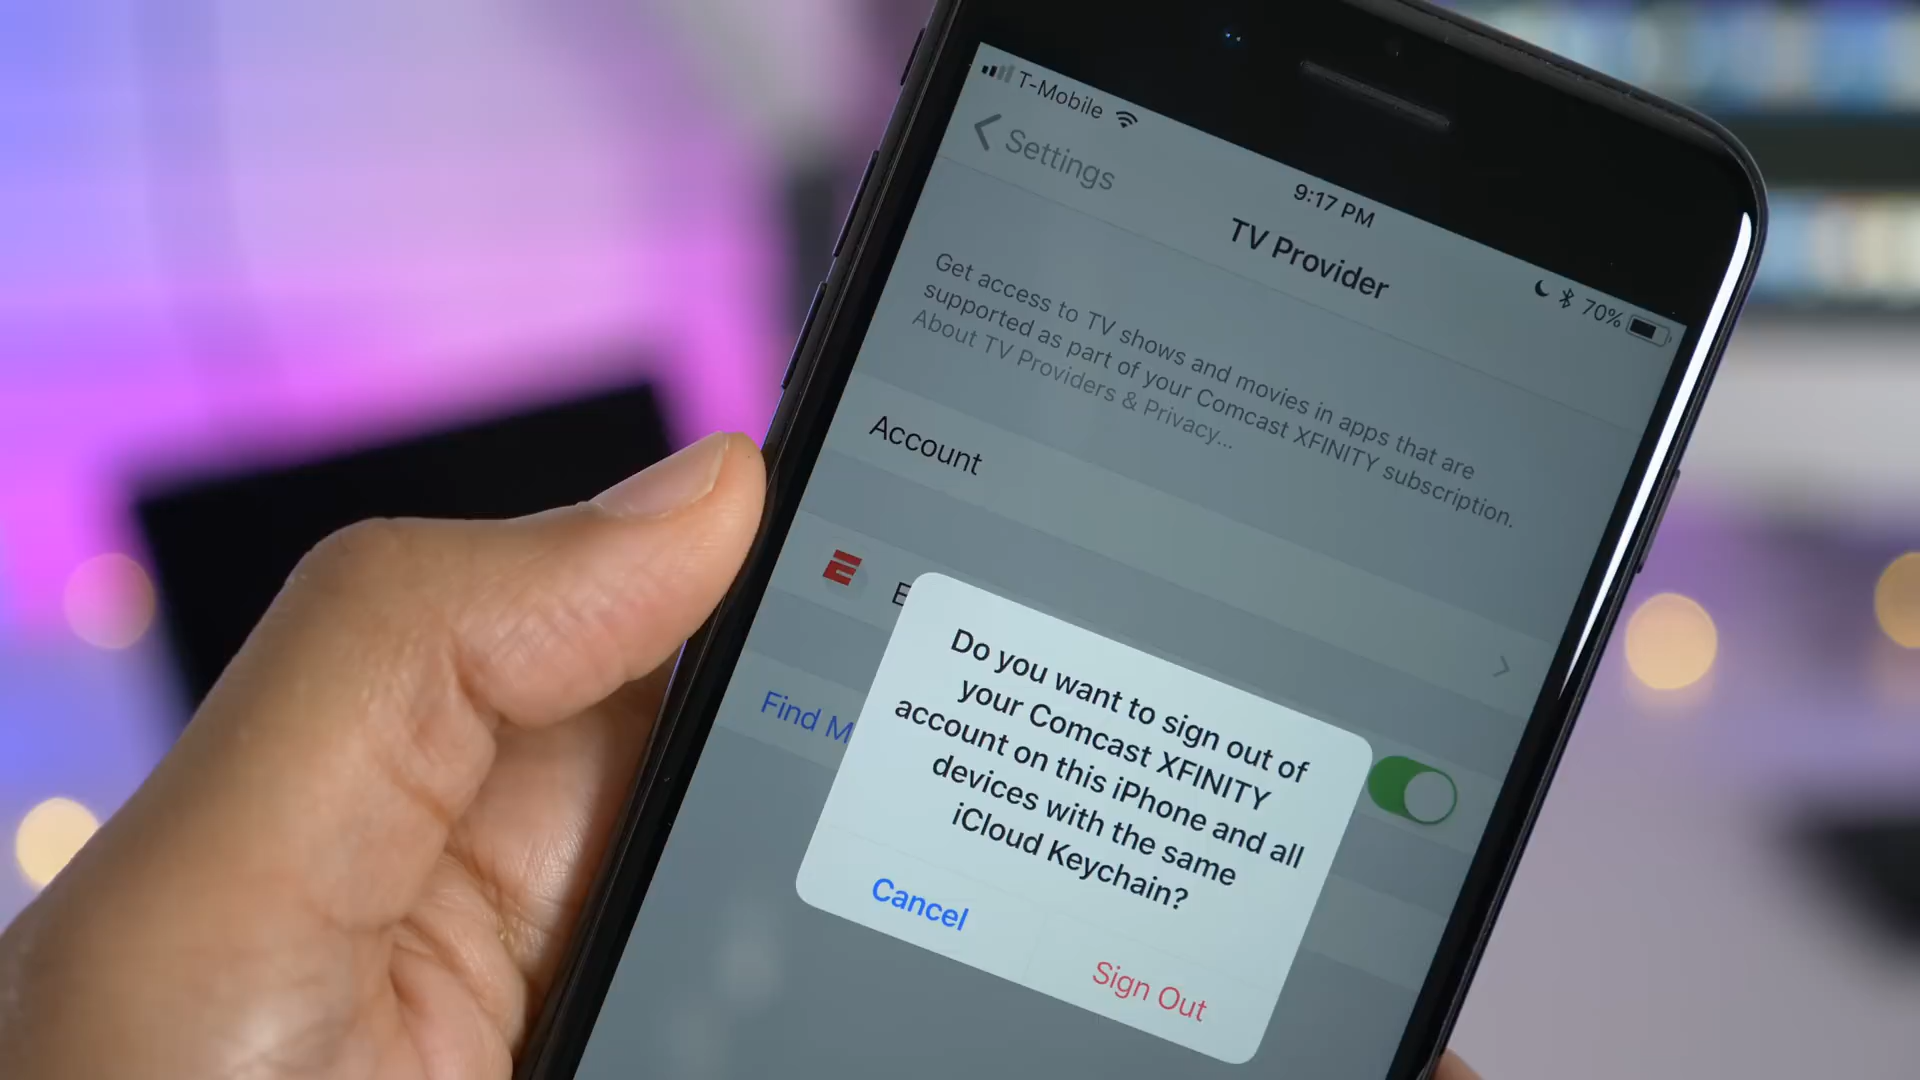 T-Mobile
9:17 PM
70%
Settings
TV Provider
Get access to TV shows and movies in apps that are
supported as part of your Comcast XFINITY subscription.
About TV Providers & Privacy...
Account
E
Find M
Do you want to sign out of
your Comcast XFINITY
account on this iPhone and all
devices with the same
iCloud Keychain?
Cancel
Sign Out